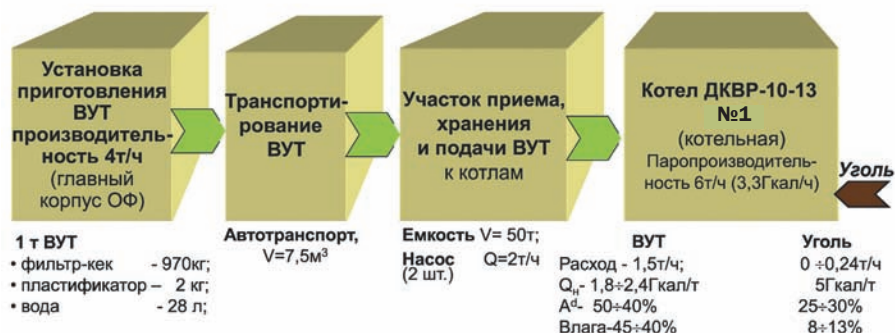 Установка
приготовления
ВУТ
производитель-
ность 4т/ч
(главный
корпус ОФ)
Транспорти-
рование
ВУТ
Участок приема,
хранения
и подачи ВУТ
к котлам
Котел ДКВР-10-13
№1
(котельная)
Паропроизводитель-
ность 6т/ч (3,3Гкал/ч)
Уголь
1 т ВУТ
• фильтр-кек - 970кг;
• пластификатор – 2 кг;
• вода - 28 л;
Автотранспорт,
V=7,5м³
Емкость V= 50т;
Насос Q=2т/ч
(2 шт.)
ВУТ Уголь
Расход - 1,5т/ч; 0 ÷0,24т/ч
Qн- 1,8÷2,4Гкал/т 5Гкал/т
Aᵈ- 50÷40% 25÷30%
Влага-45÷40% 8÷13%